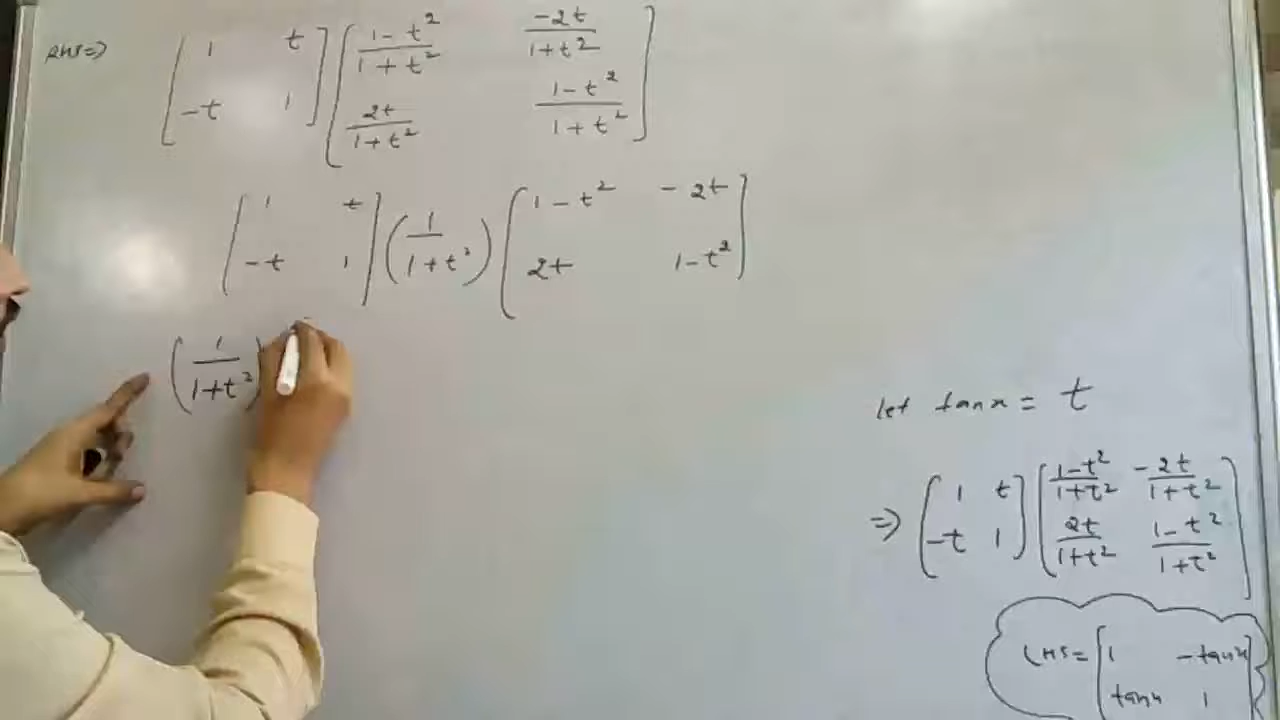 RHS⇒ [ 1 t ] [ 1-t²/1+t² -2t/1+t² ]
[ -t 1 ] [ 2t/1+t² 1-t²/1+t² ]
[ 1 t ] (1/1+t²) [ 1-t² -2t ]
[ -t 1 ] [ 2t 1-t² ]
(1/1+t²)
let tanx = t
⇒ [ 1 t ] [ 1-t²/1+t² -2t/1+t² ]
[ -t 1 ] [ 2t/1+t² 1-t²/1+t² ]
LHS= [ 1 -tanx ]
[ tanx 1 ]